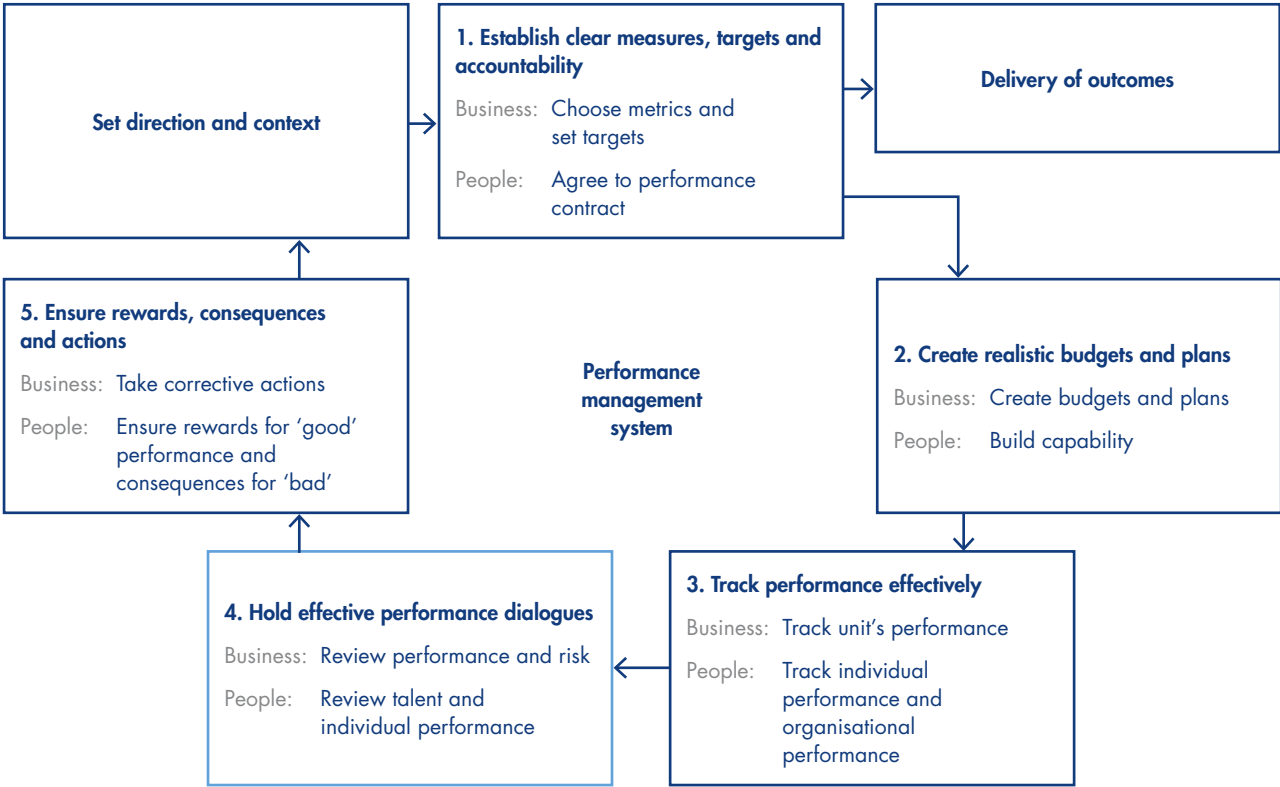 Set direction and context
1. Establish clear measures, targets and
accountability
Business: Choose metrics and
set targets
People: Agree to performance
contract
Delivery of outcomes
2. Create realistic budgets and plans
Business: Create budgets and plans
People: Build capability
3. Track performance effectively
Business: Track unit's performance
People: Track individual
performance and
organisational
performance
4. Hold effective performance dialogues
Business: Review performance and risk
People: Review talent and
individual performance
5. Ensure rewards, consequences
and actions
Business: Take corrective actions
People: Ensure rewards for ‘good’
performance and
consequences for ‘bad’
Performance
management
system